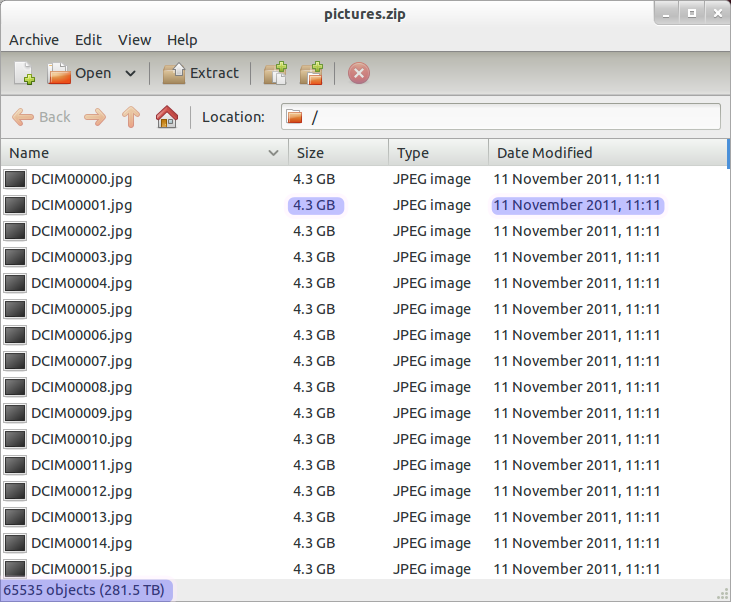 pictures.zip
Archive Edit View Help
Open Extract
Back Location: /
Name Size Type Date Modified
DCIM00000.jpg 4.3 GB JPEG image 11 November 2011, 11:11
DCIM00001.jpg 4.3 GB JPEG image 11 November 2011, 11:11
DCIM00002.jpg 4.3 GB JPEG image 11 November 2011, 11:11
DCIM00003.jpg 4.3 GB JPEG image 11 November 2011, 11:11
DCIM00004.jpg 4.3 GB JPEG image 11 November 2011, 11:11
DCIM00005.jpg 4.3 GB JPEG image 11 November 2011, 11:11
DCIM00006.jpg 4.3 GB JPEG image 11 November 2011, 11:11
DCIM00007.jpg 4.3 GB JPEG image 11 November 2011, 11:11
DCIM00008.jpg 4.3 GB JPEG image 11 November 2011, 11:11
DCIM00009.jpg 4.3 GB JPEG image 11 November 2011, 11:11
DCIM00010.jpg 4.3 GB JPEG image 11 November 2011, 11:11
DCIM00011.jpg 4.3 GB JPEG image 11 November 2011, 11:11
DCIM00012.jpg 4.3 GB JPEG image 11 November 2011, 11:11
DCIM00013.jpg 4.3 GB JPEG image 11 November 2011, 11:11
DCIM00014.jpg 4.3 GB JPEG image 11 November 2011, 11:11
DCIM00015.jpg 4.3 GB JPEG image 11 November 2011, 11:11
65535 objects (281.5 TB)